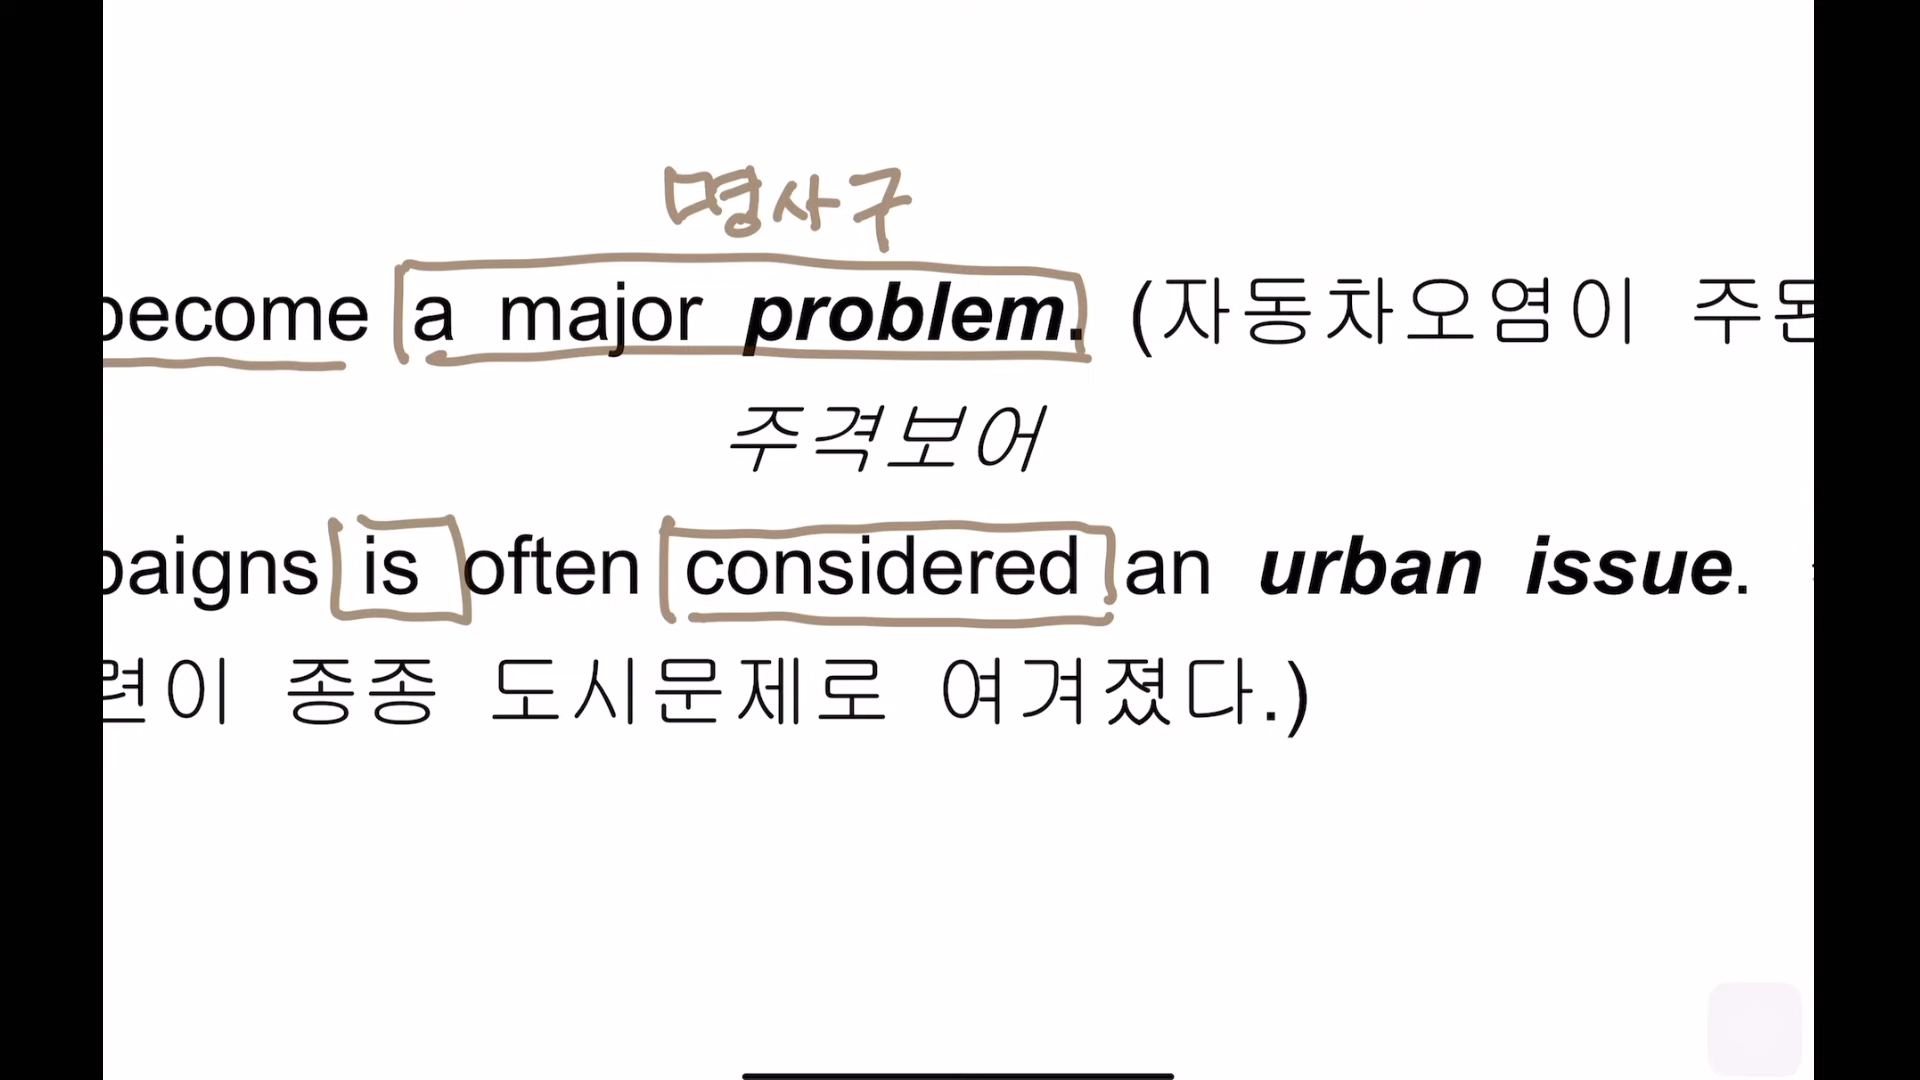 명사구
become a major problem. (자동차오염이 주된
주격보어
paigns is often considered an urban issue.
련이 종종 도시문제로 여겨졌다.)